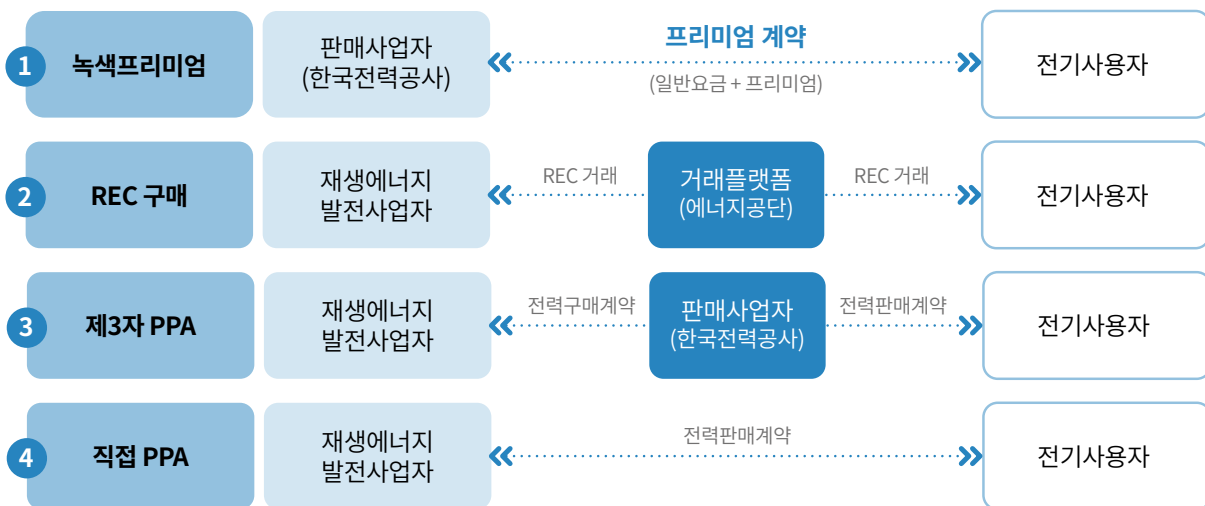 1
녹색프리미엄
판매사업자
(한국전력공사)
프리미엄 계약
(일반요금 + 프리미엄)
전기사용자
2
REC 구매
재생에너지
발전사업자
REC 거래
거래플랫폼
(에너지공단)
REC 거래
전기사용자
3
제3자 PPA
재생에너지
발전사업자
전력구매계약
판매사업자
(한국전력공사)
전력판매계약
전기사용자
4
직접 PPA
재생에너지
발전사업자
전력판매계약
전기사용자